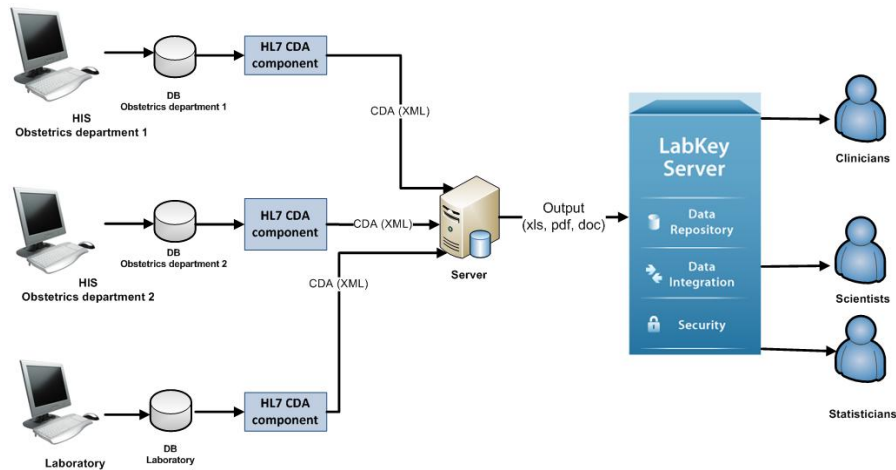 HIS
Obstetrics department 1
DB
Obstetrics department 1
HL7 CDA
component
CDA (XML)
HIS
Obstetrics department 2
DB
Obstetrics department 2
HL7 CDA
component
CDA (XML)
Laboratory
DB
Laboratory
HL7 CDA
component
CDA (XML)
Server
Output
(xls, pdf, doc)
LabKey
Server
Data
Repository
Data
Integration
Security
Clinicians
Scientists
Statisticians